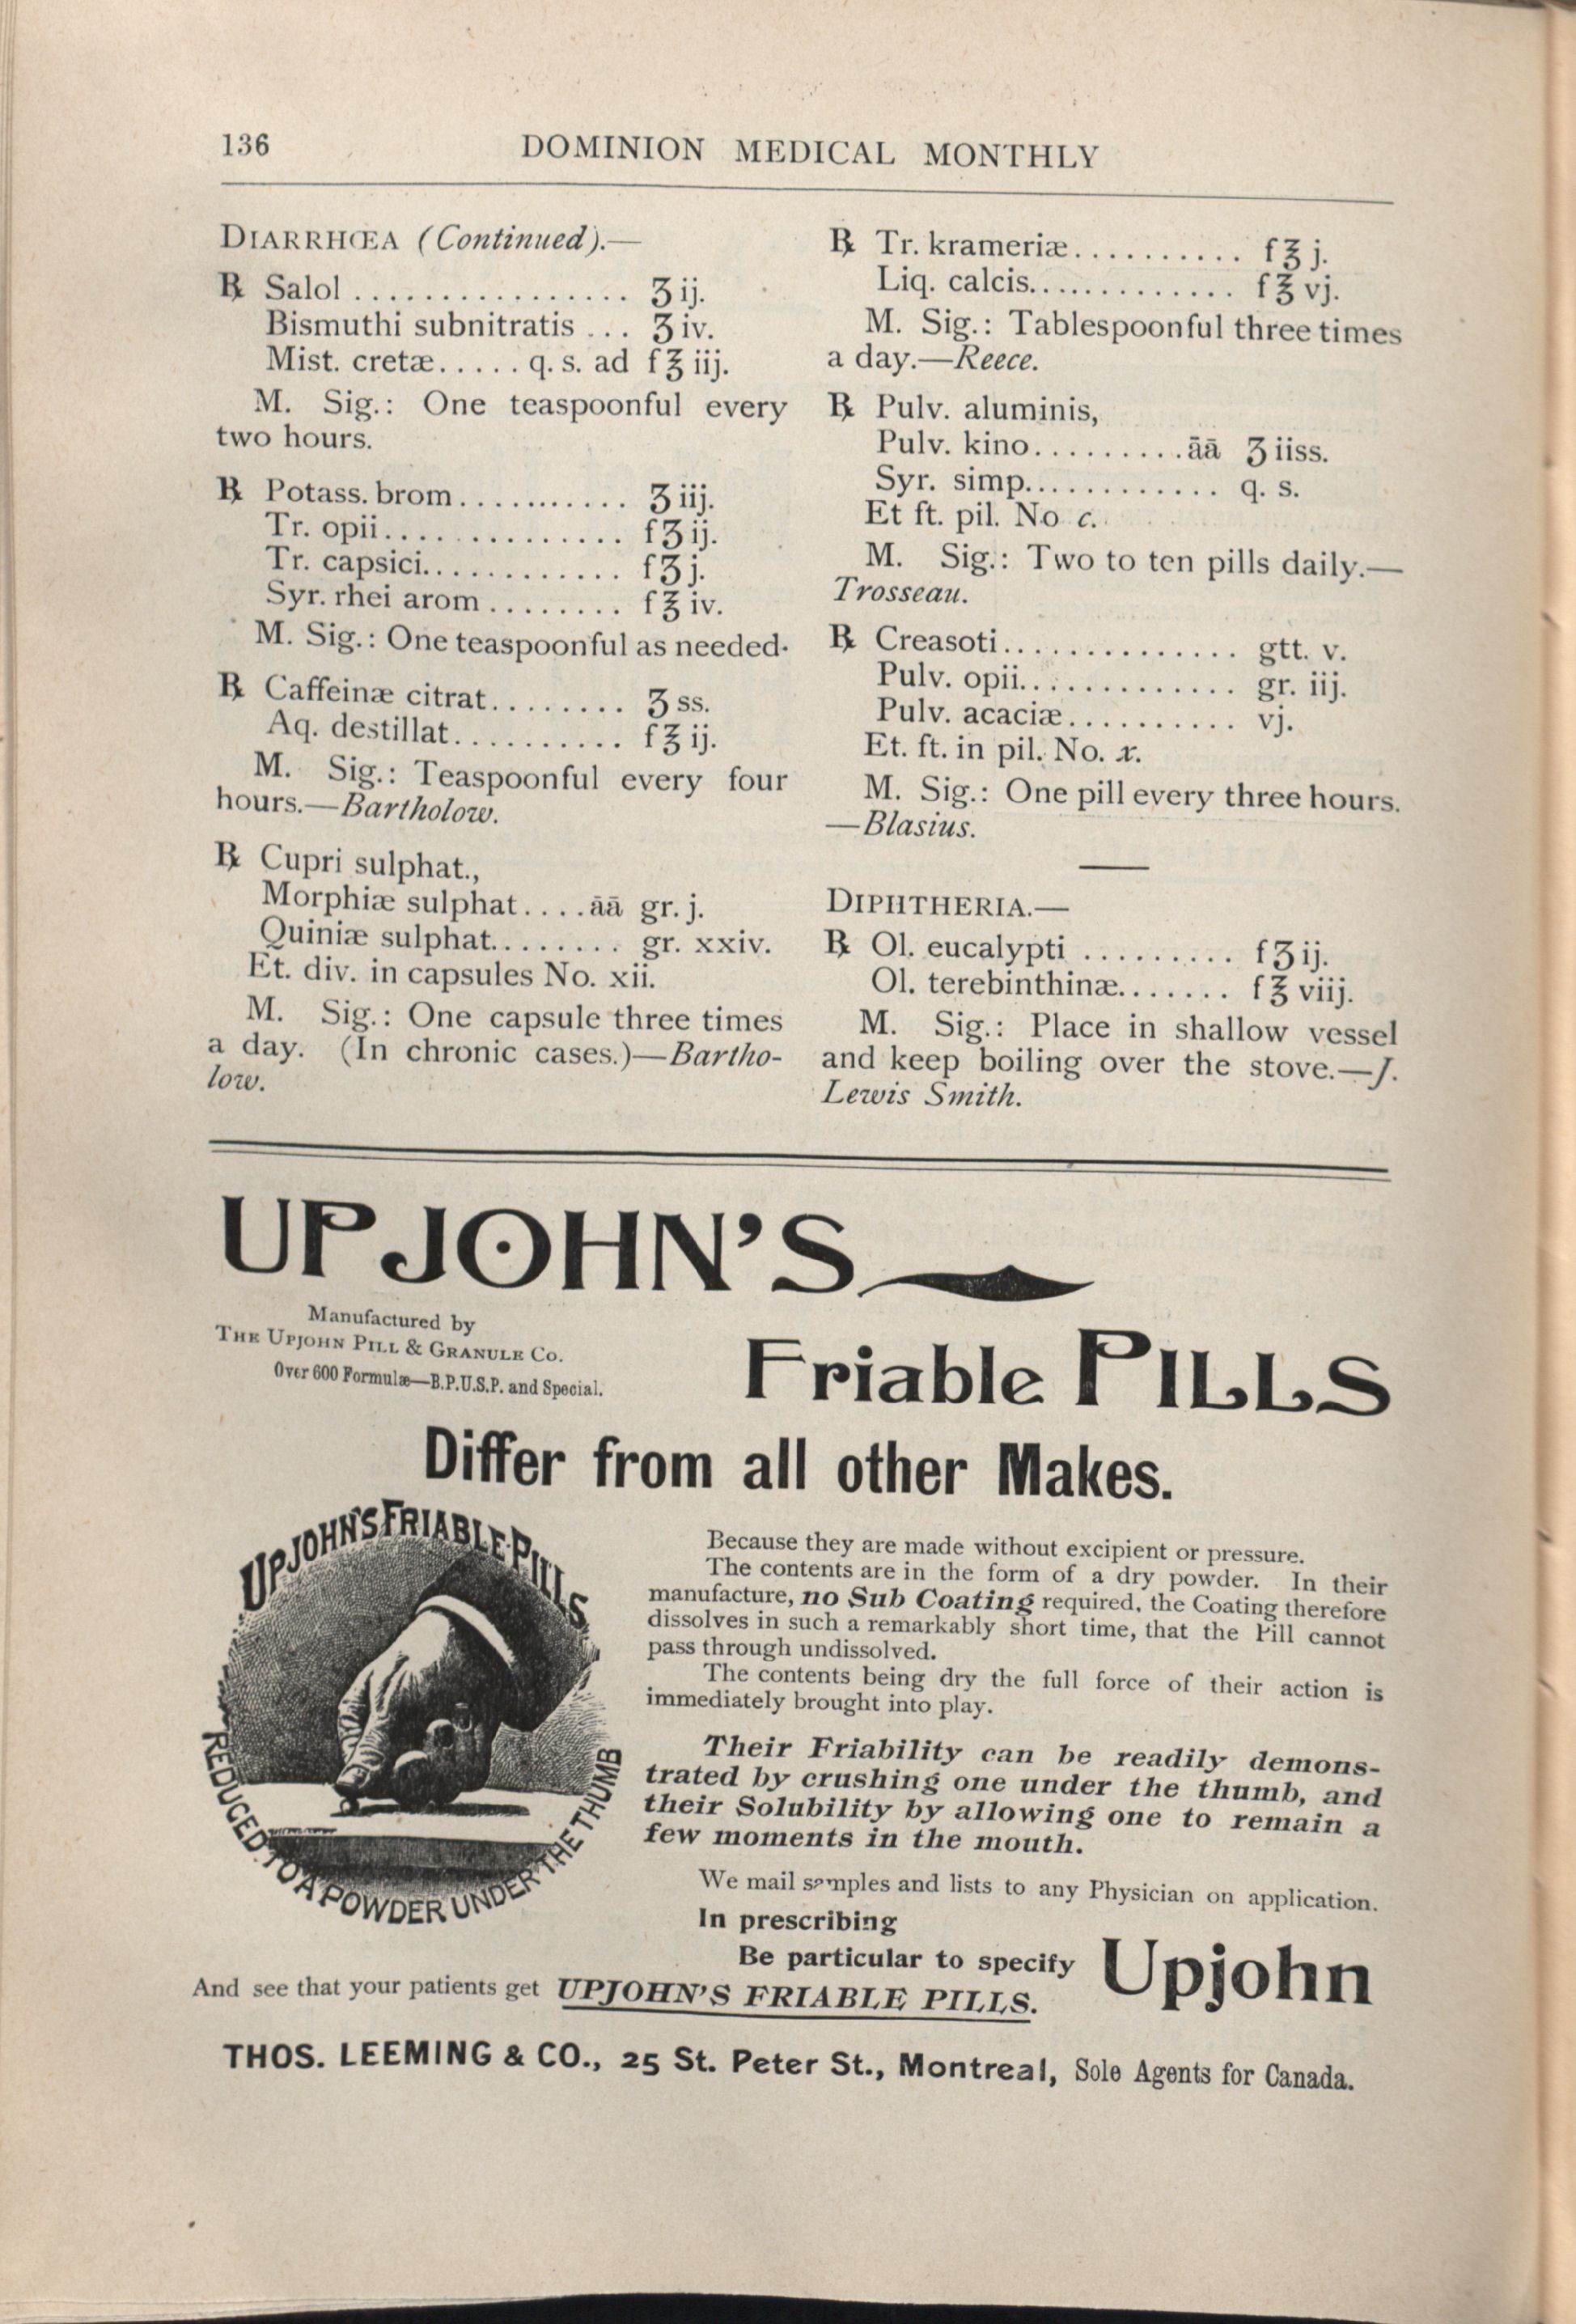 136 DOMINION MEDICAL MONTHLY
DIARRHŒA (Continued).—
℞ Salol ................ ʒ ij.
Bismuthi subnitratis ... ʒ iv.
Mist. cretæ..... q. s. ad f ℥ iij.
M. Sig.: One teaspoonful every
two hours.
℞ Potass. brom........... ʒ iij.
Tr. opii............... f ʒ ij.
Tr. capsici............ f ʒ j.
Syr. rhei arom ........ f ℥ iv.
M. Sig.: One teaspoonful as needed.
℞ Caffeinæ citrat........ ʒ ss.
Aq. destillat.......... f ℥ ij.
M. Sig.: Teaspoonful every four
hours.—Bartholow.
℞ Cupri sulphat.,
Morphiæ sulphat....āā gr. j.
Quiniæ sulphat........ gr. xxiv.
Et. div. in capsules No. xii.
M. Sig.: One capsule three times
a day. (In chronic cases.)—Bartho-
low.
℞ Tr. krameriæ.......... f ℥ j.
Liq. calcis............. f ℥ vj.
M. Sig.: Tablespoonful three times
a day.—Reece.
℞ Pulv. aluminis,
Pulv. kino.........āā ʒ iiss.
Syr. simp............ q. s.
Et ft. pil. No c.
M. Sig.: Two to ten pills daily.—
Trosseau.
℞ Creasoti.............. gtt. v.
Pulv. opii............. gr. iij.
Pulv. acaciæ.......... vj.
Et. ft. in pil. No. x.
M. Sig.: One pill every three hours.
—Blasius.
DIPHTHERIA.—
℞ Ol. eucalypti ......... f ʒ ij.
Ol. terebinthinæ....... f ℥ viij.
M. Sig.: Place in shallow vessel
and keep boiling over the stove.—J.
Lewis Smith.
UPJOHN'S
Manufactured by
THE UPJOHN PILL & GRANULE CO.
Over 600 Formulæ—B.P.U.S.P. and Special.
Friable PILLS
Differ from all other Makes.
UPJOHN'S FRIABLE PILLS
REDUCED TO A POWDER UNDER THE THUMB
Because they are made without excipient or pressure.
The contents are in the form of a dry powder. In their
manufacture, no Sub Coating required, the Coating therefore
dissolves in such a remarkably short time, that the Pill cannot
pass through undissolved.
The contents being dry the full force of their action is
immediately brought into play.
Their Friability can be readily demons-
trated by crushing one under the thumb, and
their Solubility by allowing one to remain a
few moments in the mouth.
We mail samples and lists to any Physician on application.
In prescribing
Be particular to specify Upjohn
And see that your patients get UPJOHN'S FRIABLE PILLS.
THOS. LEEMING & CO., 25 St. Peter St., Montreal, Sole Agents for Canada.